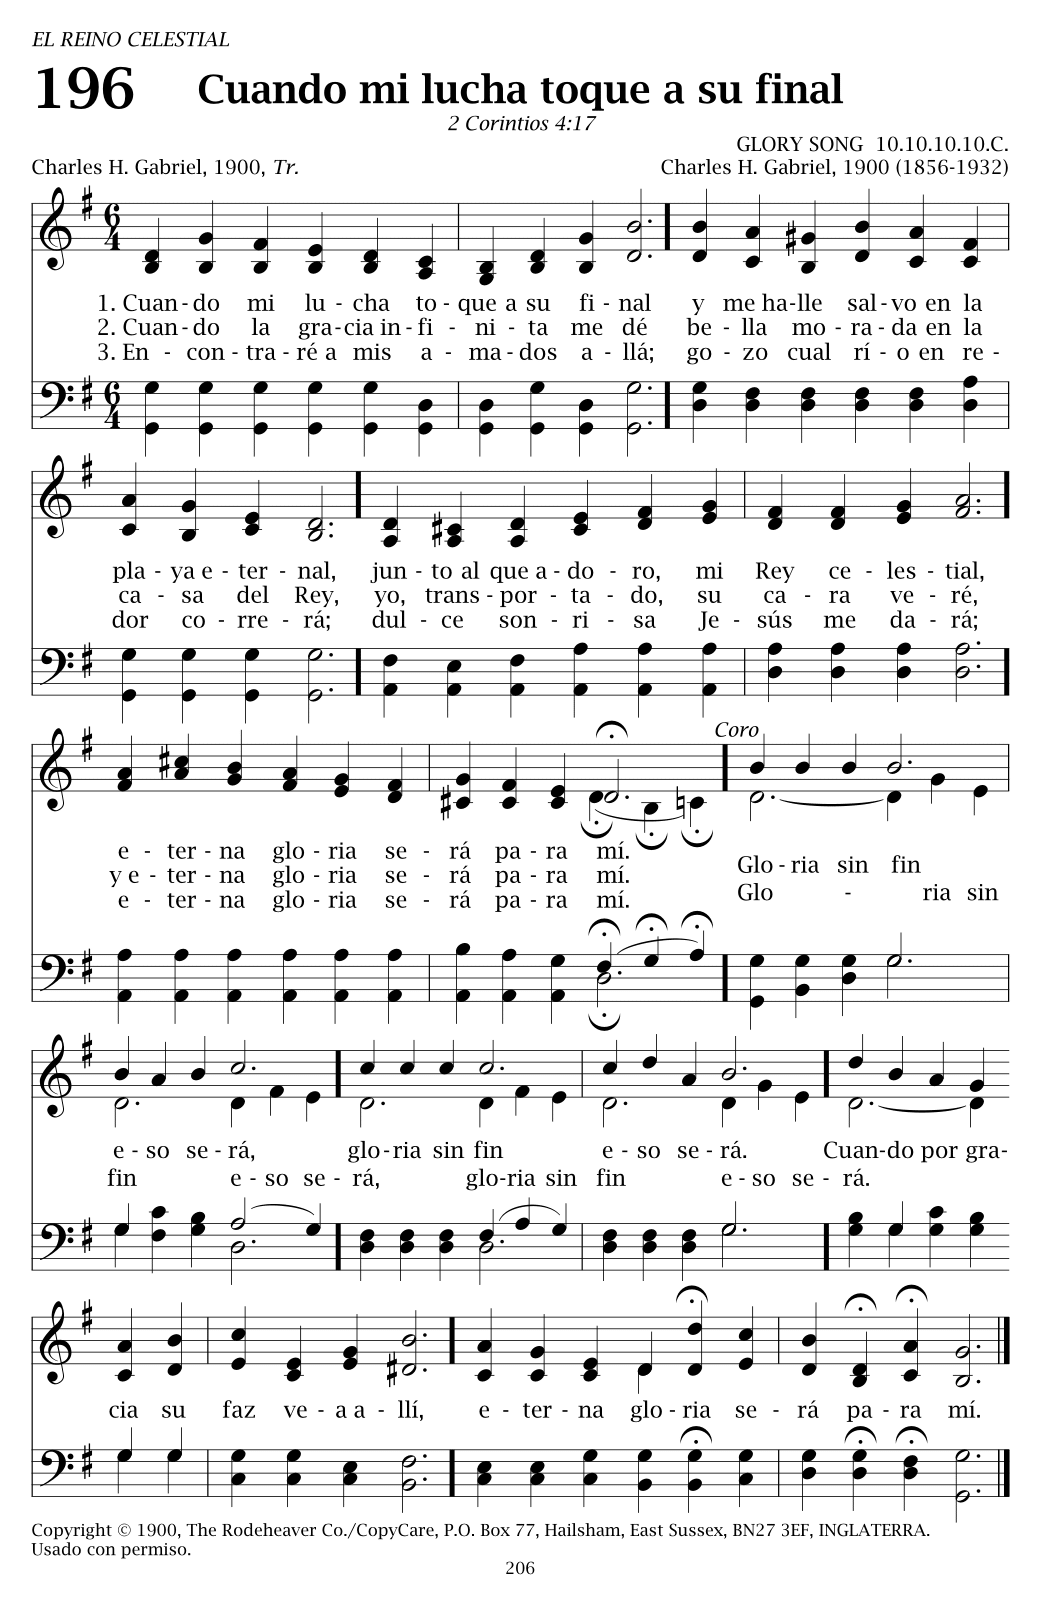 EL REINO CELESTIAL
196 Cuando mi lucha toque a su final
2 Corintios 4:17
GLORY SONG 10.10.10.10.C.
Charles H. Gabriel, 1900, Tr. Charles H. Gabriel, 1900 (1856-1932)
1. Cuan - do mi lu - cha to - que a su fi - nal y me ha - lle sal - vo en la
2. Cuan - do la gra - cia in - fi - ni - ta me dé be - lla mo - ra - da en la
3. En - con - tra - ré a mis a - ma - dos a - llá; go - zo cual rí - o en re -
pla - ya e - ter - nal, jun - to al que a - do - ro, mi Rey ce - les - tial,
ca - sa del Rey, yo, trans - por - ta - do, su ca - ra ve - ré,
dor co - rre - rá; dul - ce son - ri - sa Je - sús me da - rá;
Coro
e - ter - na glo - ria se - rá pa - ra mí.
y e - ter - na glo - ria se - rá pa - ra mí.
e - ter - na glo - ria se - rá pa - ra mí.
Glo - ria sin fin
Glo - ria sin
e - so se - rá, glo - ria sin fin e - so se - rá. Cuan - do por gra -
fin e - so se - rá, glo - ria sin fin e - so se - rá.
cia su faz ve - a a - llí, e - ter - na glo - ria se - rá pa - ra mí.
Copyright © 1900, The Rodeheaver Co./CopyCare, P.O. Box 77, Hailsham, East Sussex, BN27 3EF, INGLATERRA.
Usado con permiso.
206